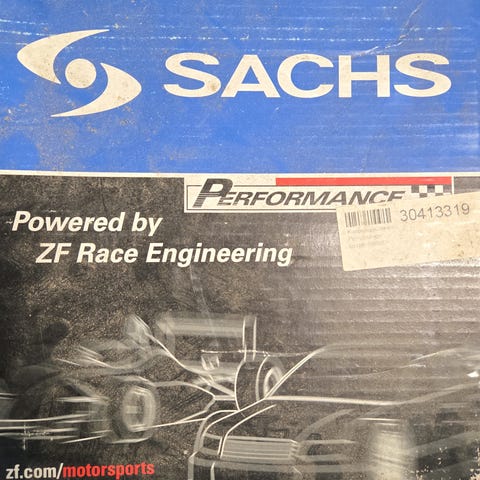 SACHS
PERFORMANCE
30413319
Powered by
ZF Race Engineering
zf.com/motorsports